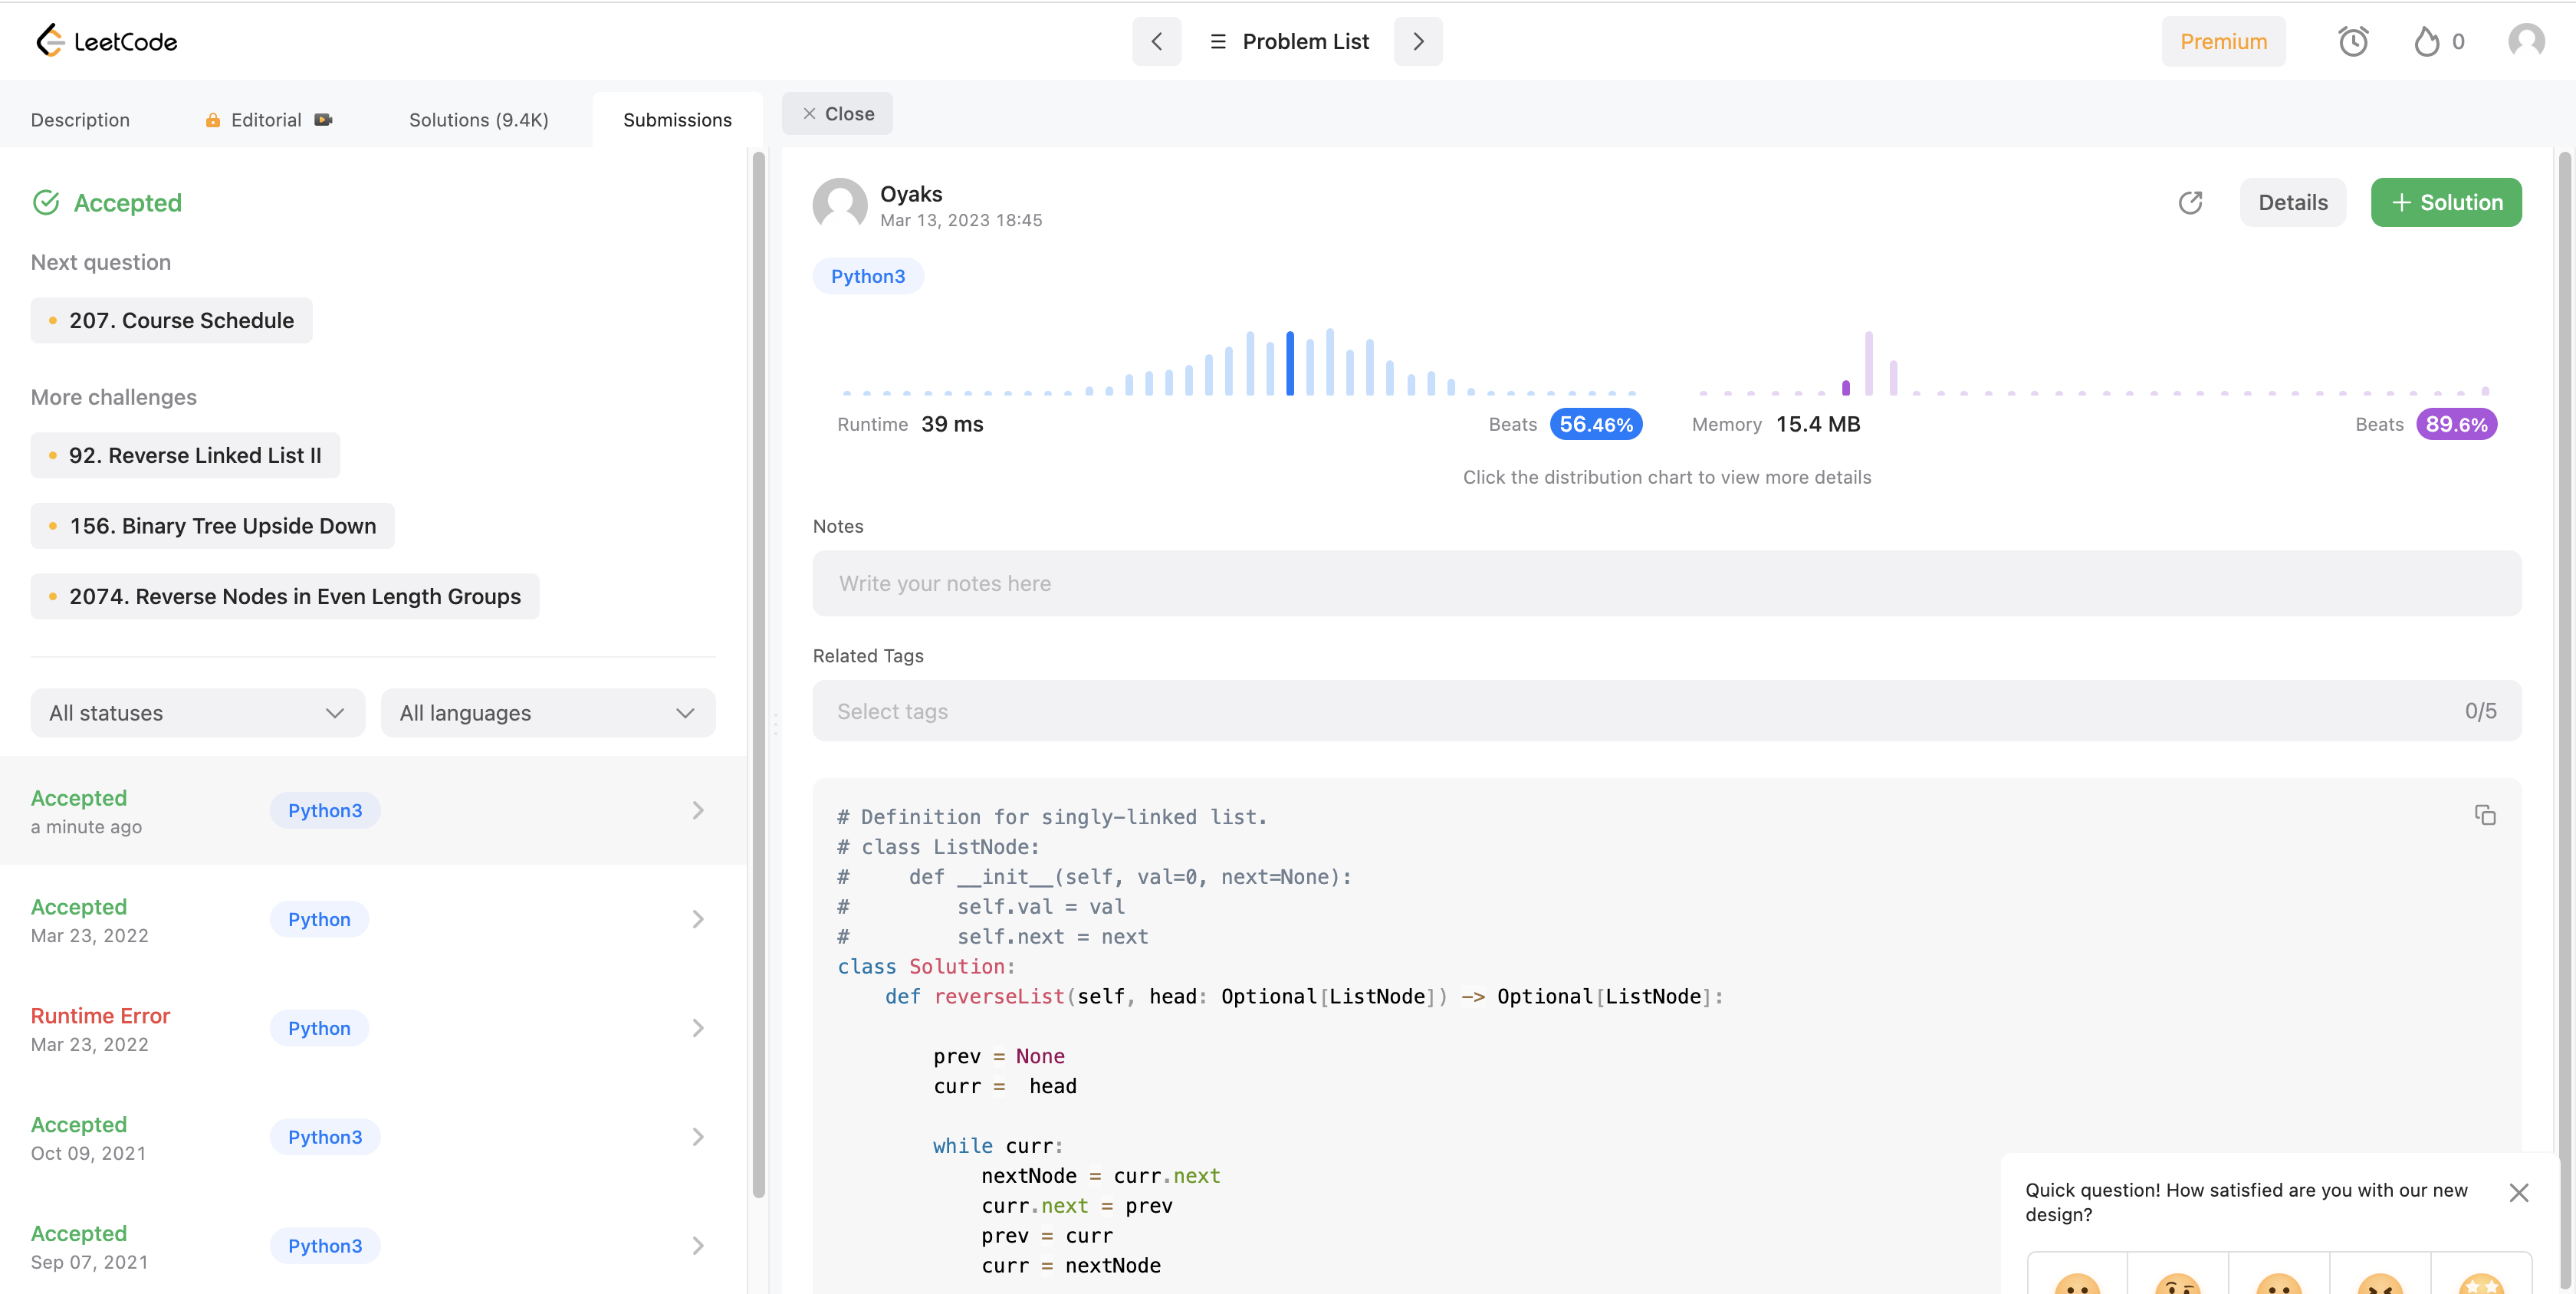 LeetCode
Problem List
Premium
0
Description
Editorial
Solutions (9.4K)
Submissions
Close
Accepted
Next question
207. Course Schedule
More challenges
92. Reverse Linked List II
156. Binary Tree Upside Down
2074. Reverse Nodes in Even Length Groups
All statuses
All languages
Accepted
a minute ago
Python3
Accepted
Mar 23, 2022
Python
Runtime Error
Mar 23, 2022
Python
Accepted
Oct 09, 2021
Python3
Accepted
Sep 07, 2021
Python3
Oyaks
Mar 13, 2023 18:45
Details
+ Solution
Python3
Runtime 39 ms
Beats 56.46%
Memory 15.4 MB
Beats 89.6%
Click the distribution chart to view more details
Notes
Write your notes here
Related Tags
Select tags
0/5
# Definition for singly-linked list.
# class ListNode:
#     def __init__(self, val=0, next=None):
#         self.val = val
#         self.next = next
class Solution:
    def reverseList(self, head: Optional[ListNode]) -> Optional[ListNode]:
        prev = None
        curr =  head
        while curr:
            nextNode = curr.next
            curr.next = prev
            prev = curr
            curr = nextNode
Quick question! How satisfied are you with our new
design?